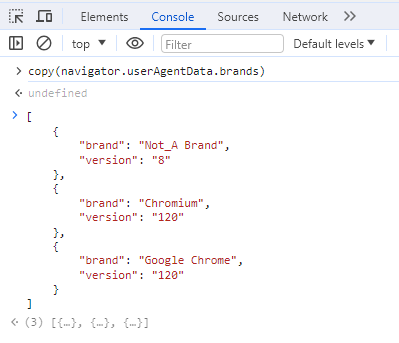 Elements Console Sources Network
top Filter Default levels
> copy(navigator.userAgentData.brands)
undefined
> [
    {
        "brand": "Not_A Brand",
        "version": "8"
    },
    {
        "brand": "Chromium",
        "version": "120"
    },
    {
        "brand": "Google Chrome",
        "version": "120"
    }
]
(3) [{…}, {…}, {…}]